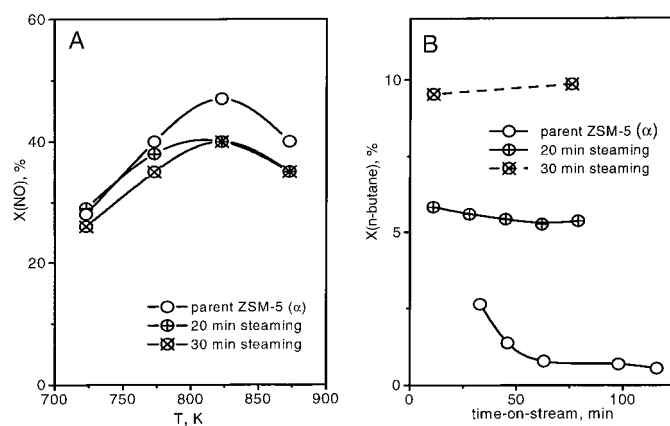 A
X(NO), %
60
40
20
0
700
750
800
850
900
T, K
parent ZSM-5 (α)
20 min steaming
30 min steaming
B
X(n-butane), %
10
5
0
0
50
100
time-on-stream, min
parent ZSM-5 (α)
20 min steaming
30 min steaming